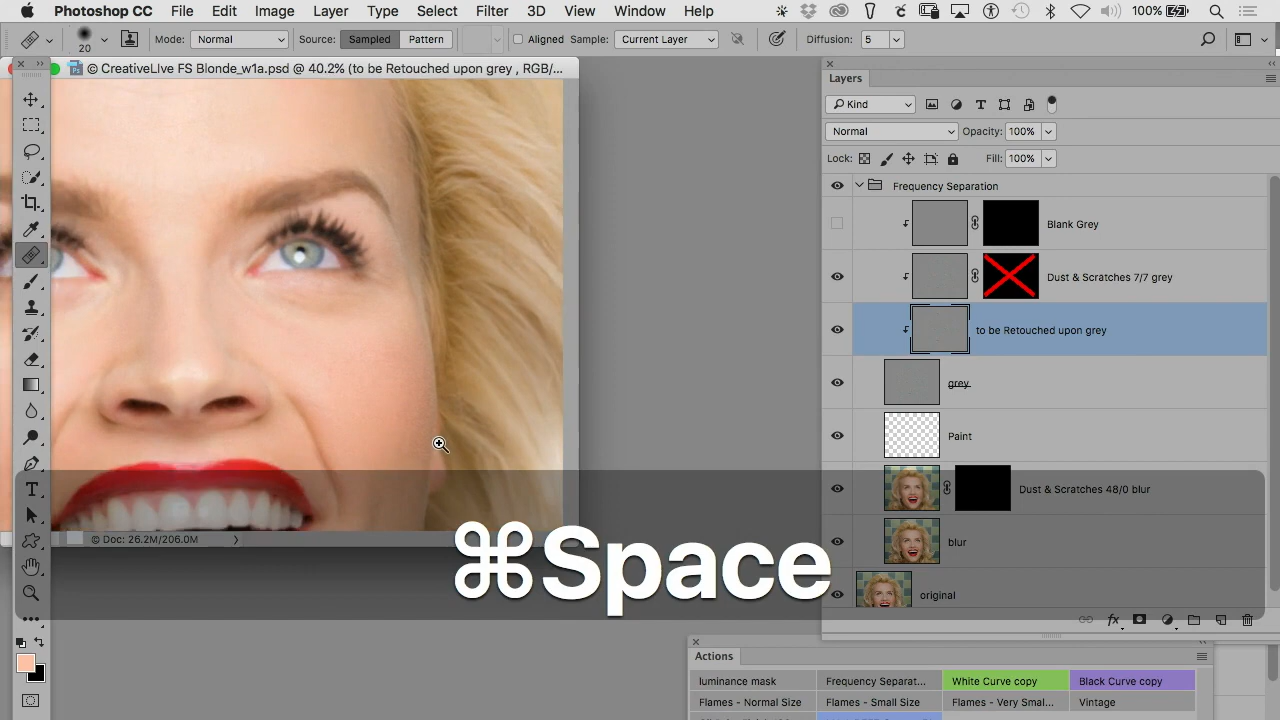 Photoshop CC File Edit Image Layer Type Select Filter 3D View Window Help 100%
20 Mode: Normal Source: Sampled Pattern Aligned Sample: Current Layer Diffusion: 5
© CreativeLIve FS Blonde_w1a.psd @ 40.2% (to be Retouched upon grey , RGB/...
Layers
Kind
Normal Opacity: 100%
Lock: Fill: 100%
Frequency Separation
Blank Grey
Dust & Scratches 7/7 grey
to be Retouched upon grey
grey
Paint
Dust & Scratches 48/0 blur
blur
original
© Doc: 26.2M/206.0M
⌘Space
fx
Actions
luminance mask Frequency Separat... White Curve copy Black Curve copy
Flames - Normal Size Flames - Small Size Flames - Very Smal... Vintage